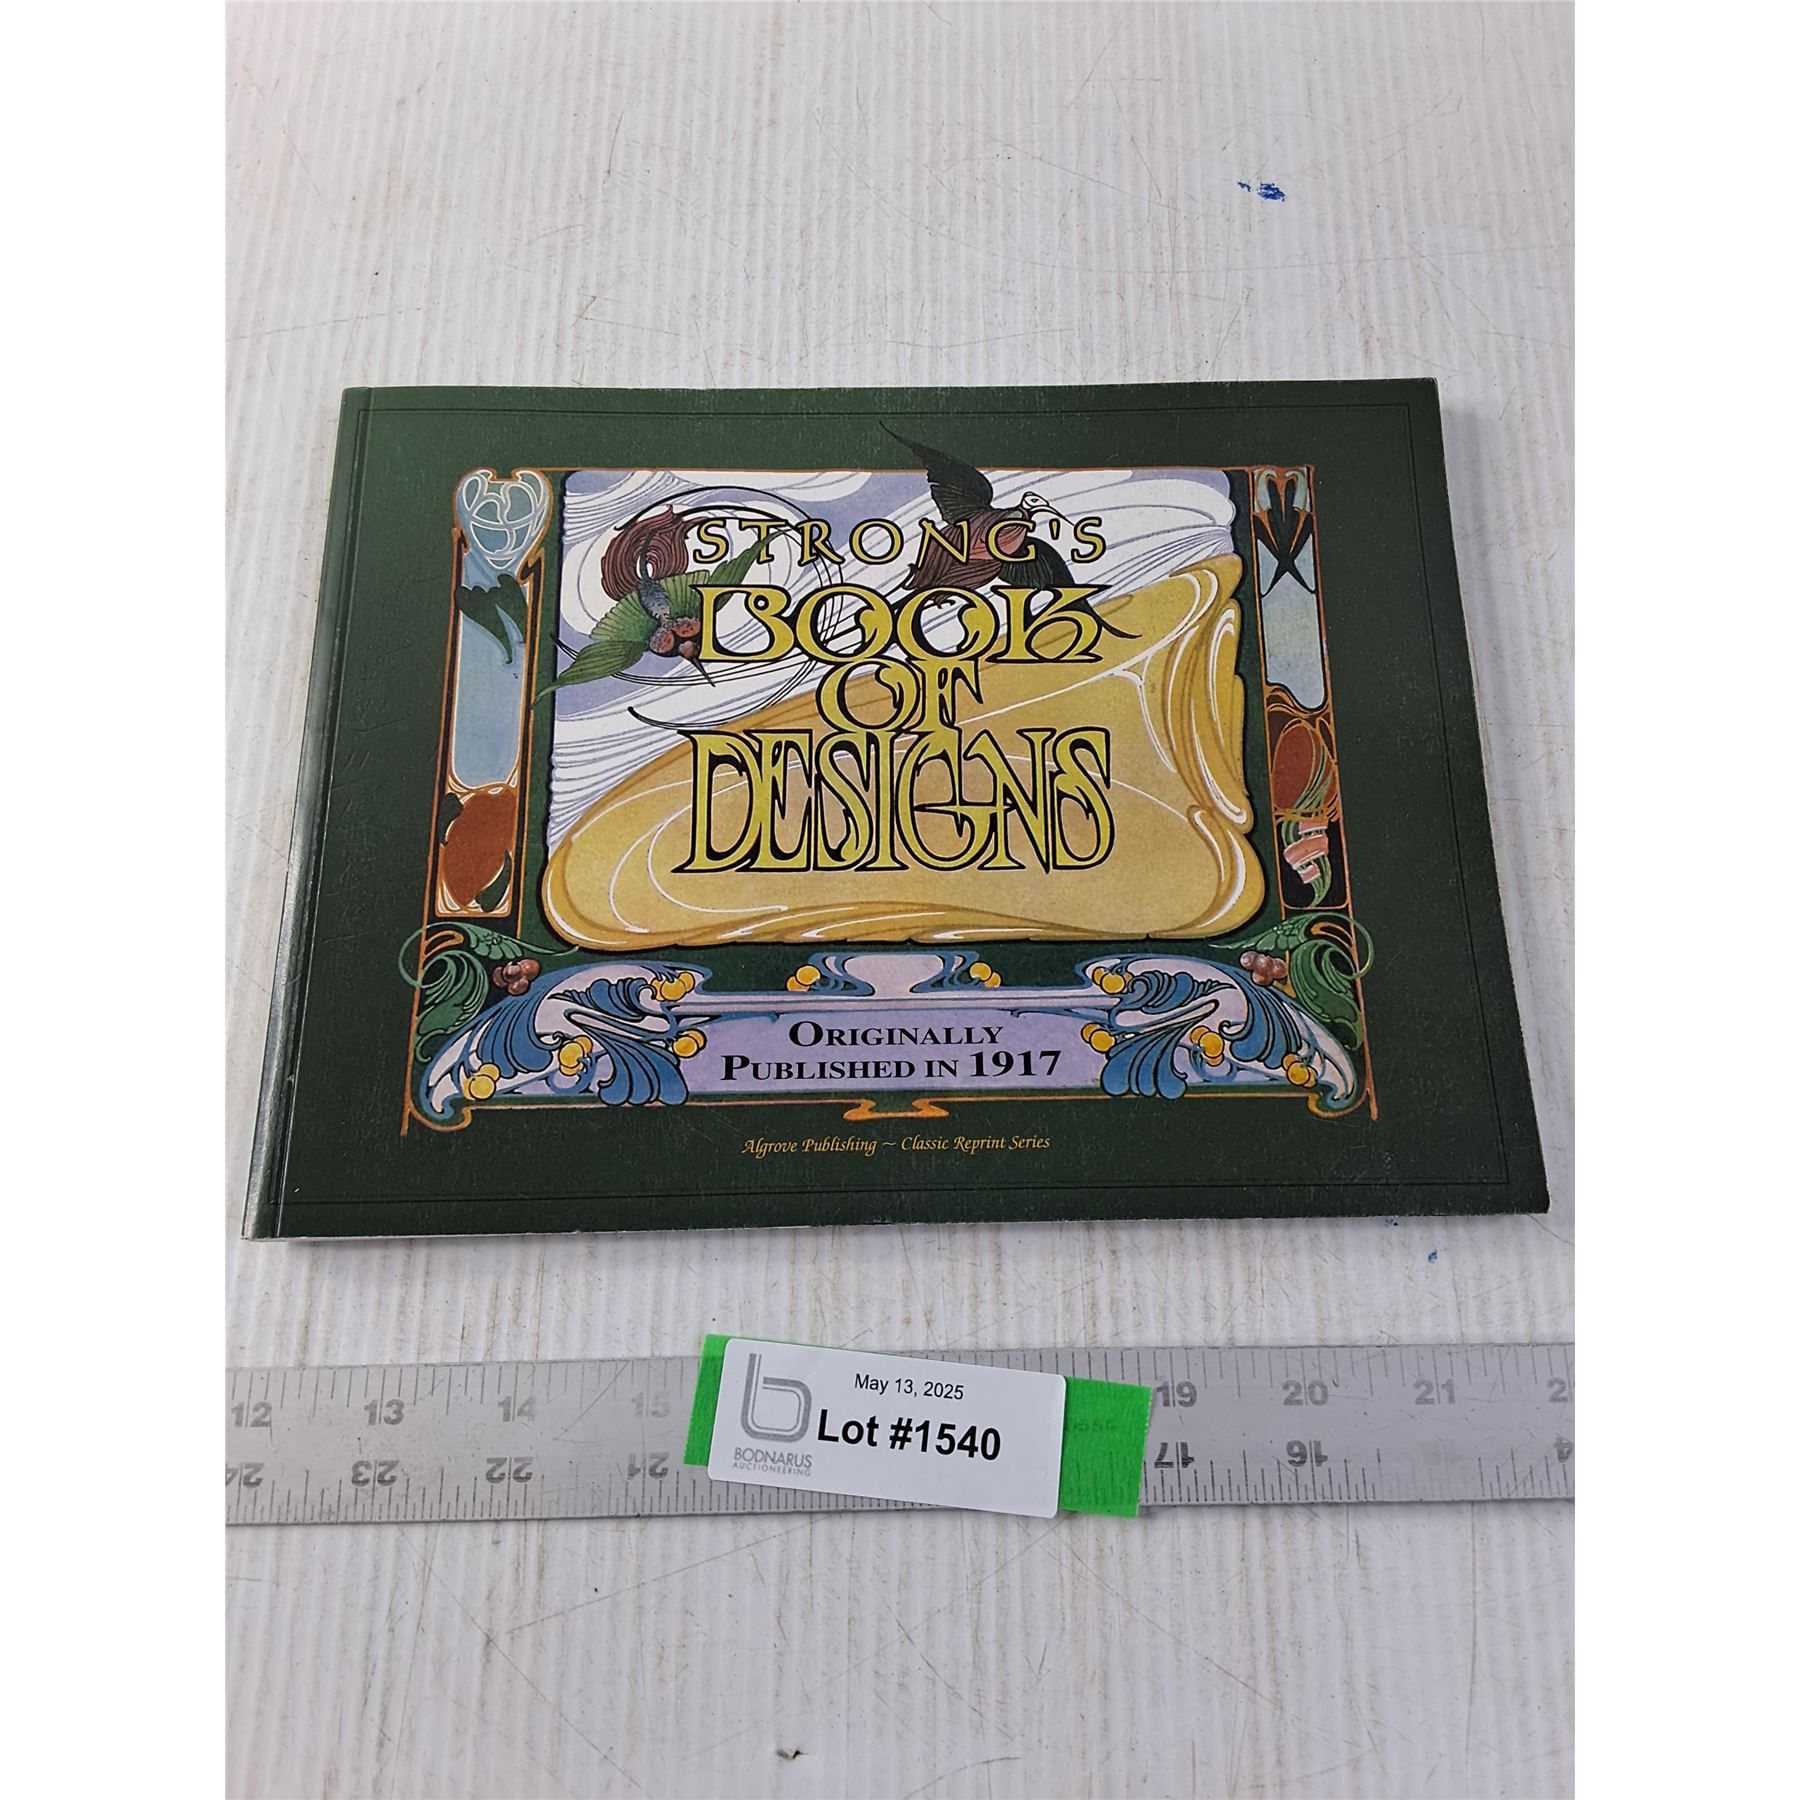 STRONG'S
BOOK
OF
DESIGNS
ORIGINALLY
PUBLISHED IN 1917
Algrove Publishing ~ Classic Reprint Series
May 13, 2025
Lot #1540
BODNARUS
AUCTIONEERING
12 13 14 15 19 20 21
24 23 22 21 17 16